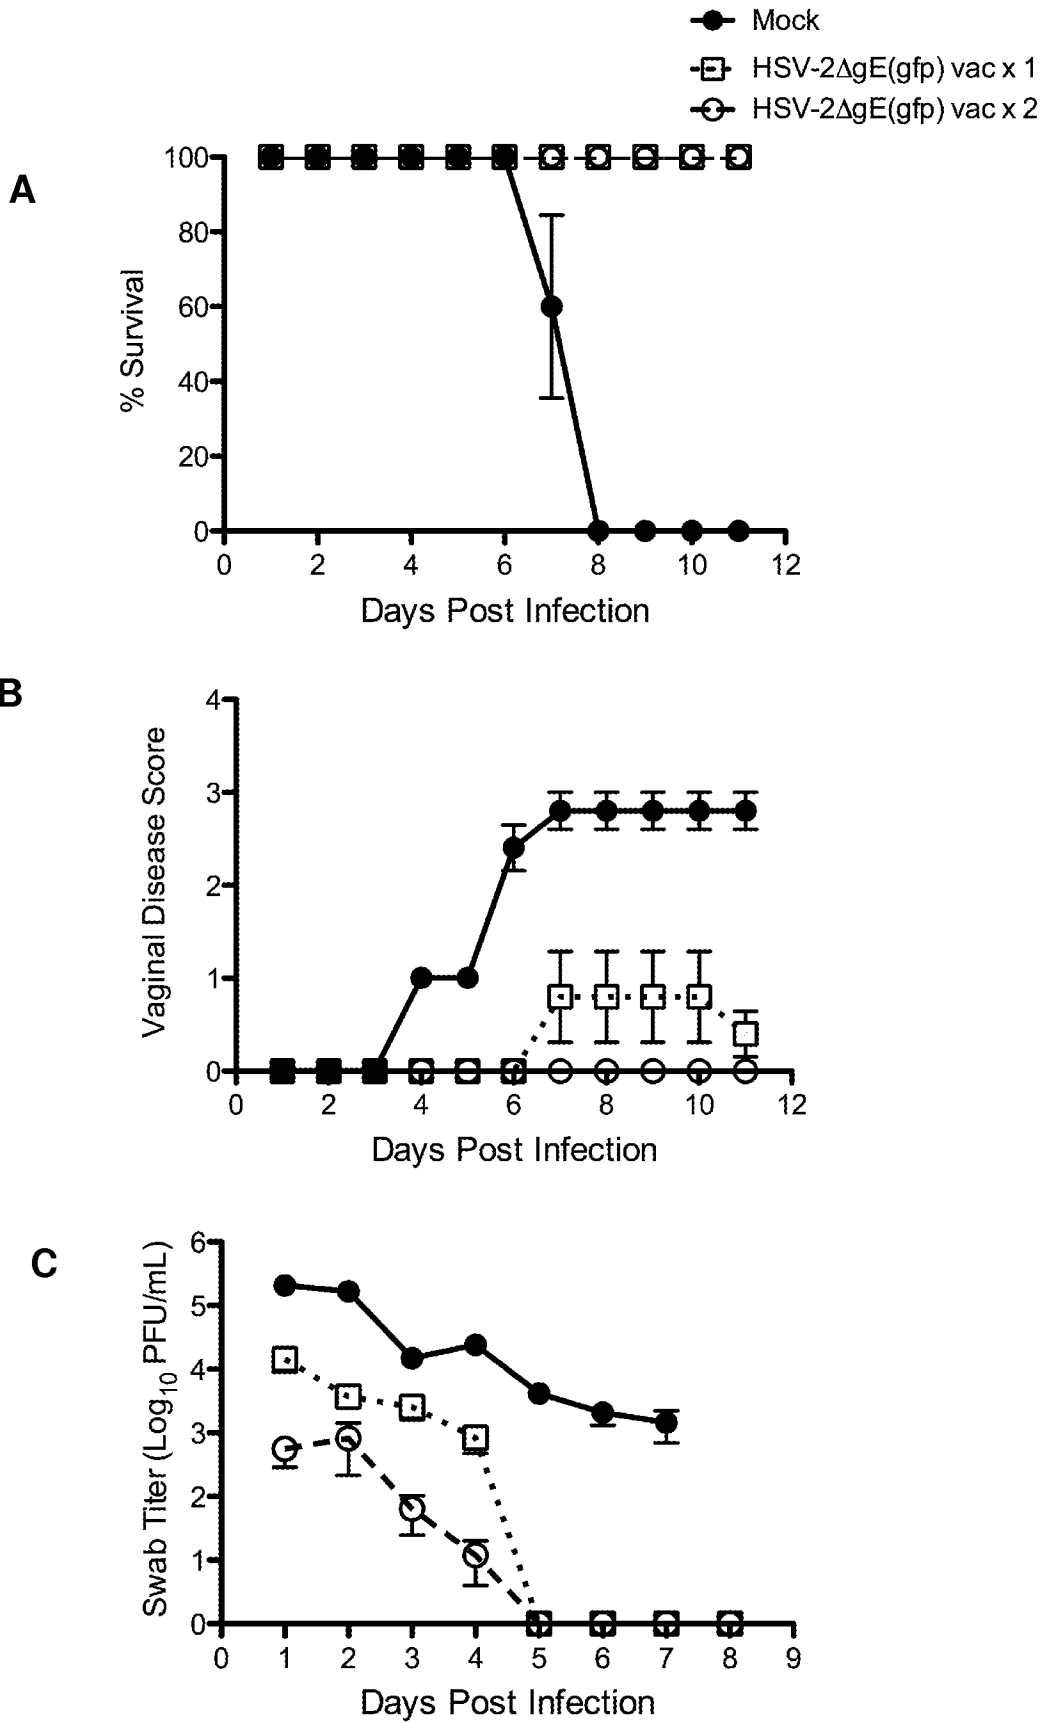 Mock
HSV-2ΔgE(gfp) vac x 1
HSV-2ΔgE(gfp) vac x 2
A
% Survival
100
80
60
40
20
0
0 2 4 6 8 10 12
Days Post Infection
B
Vaginal Disease Score
4
3
2
1
0
0 2 4 6 8 10 12
Days Post Infection
C
Swab Titer (Log10 PFU/mL)
6
5
4
3
2
1
0
0 1 2 3 4 5 6 7 8 9
Days Post Infection